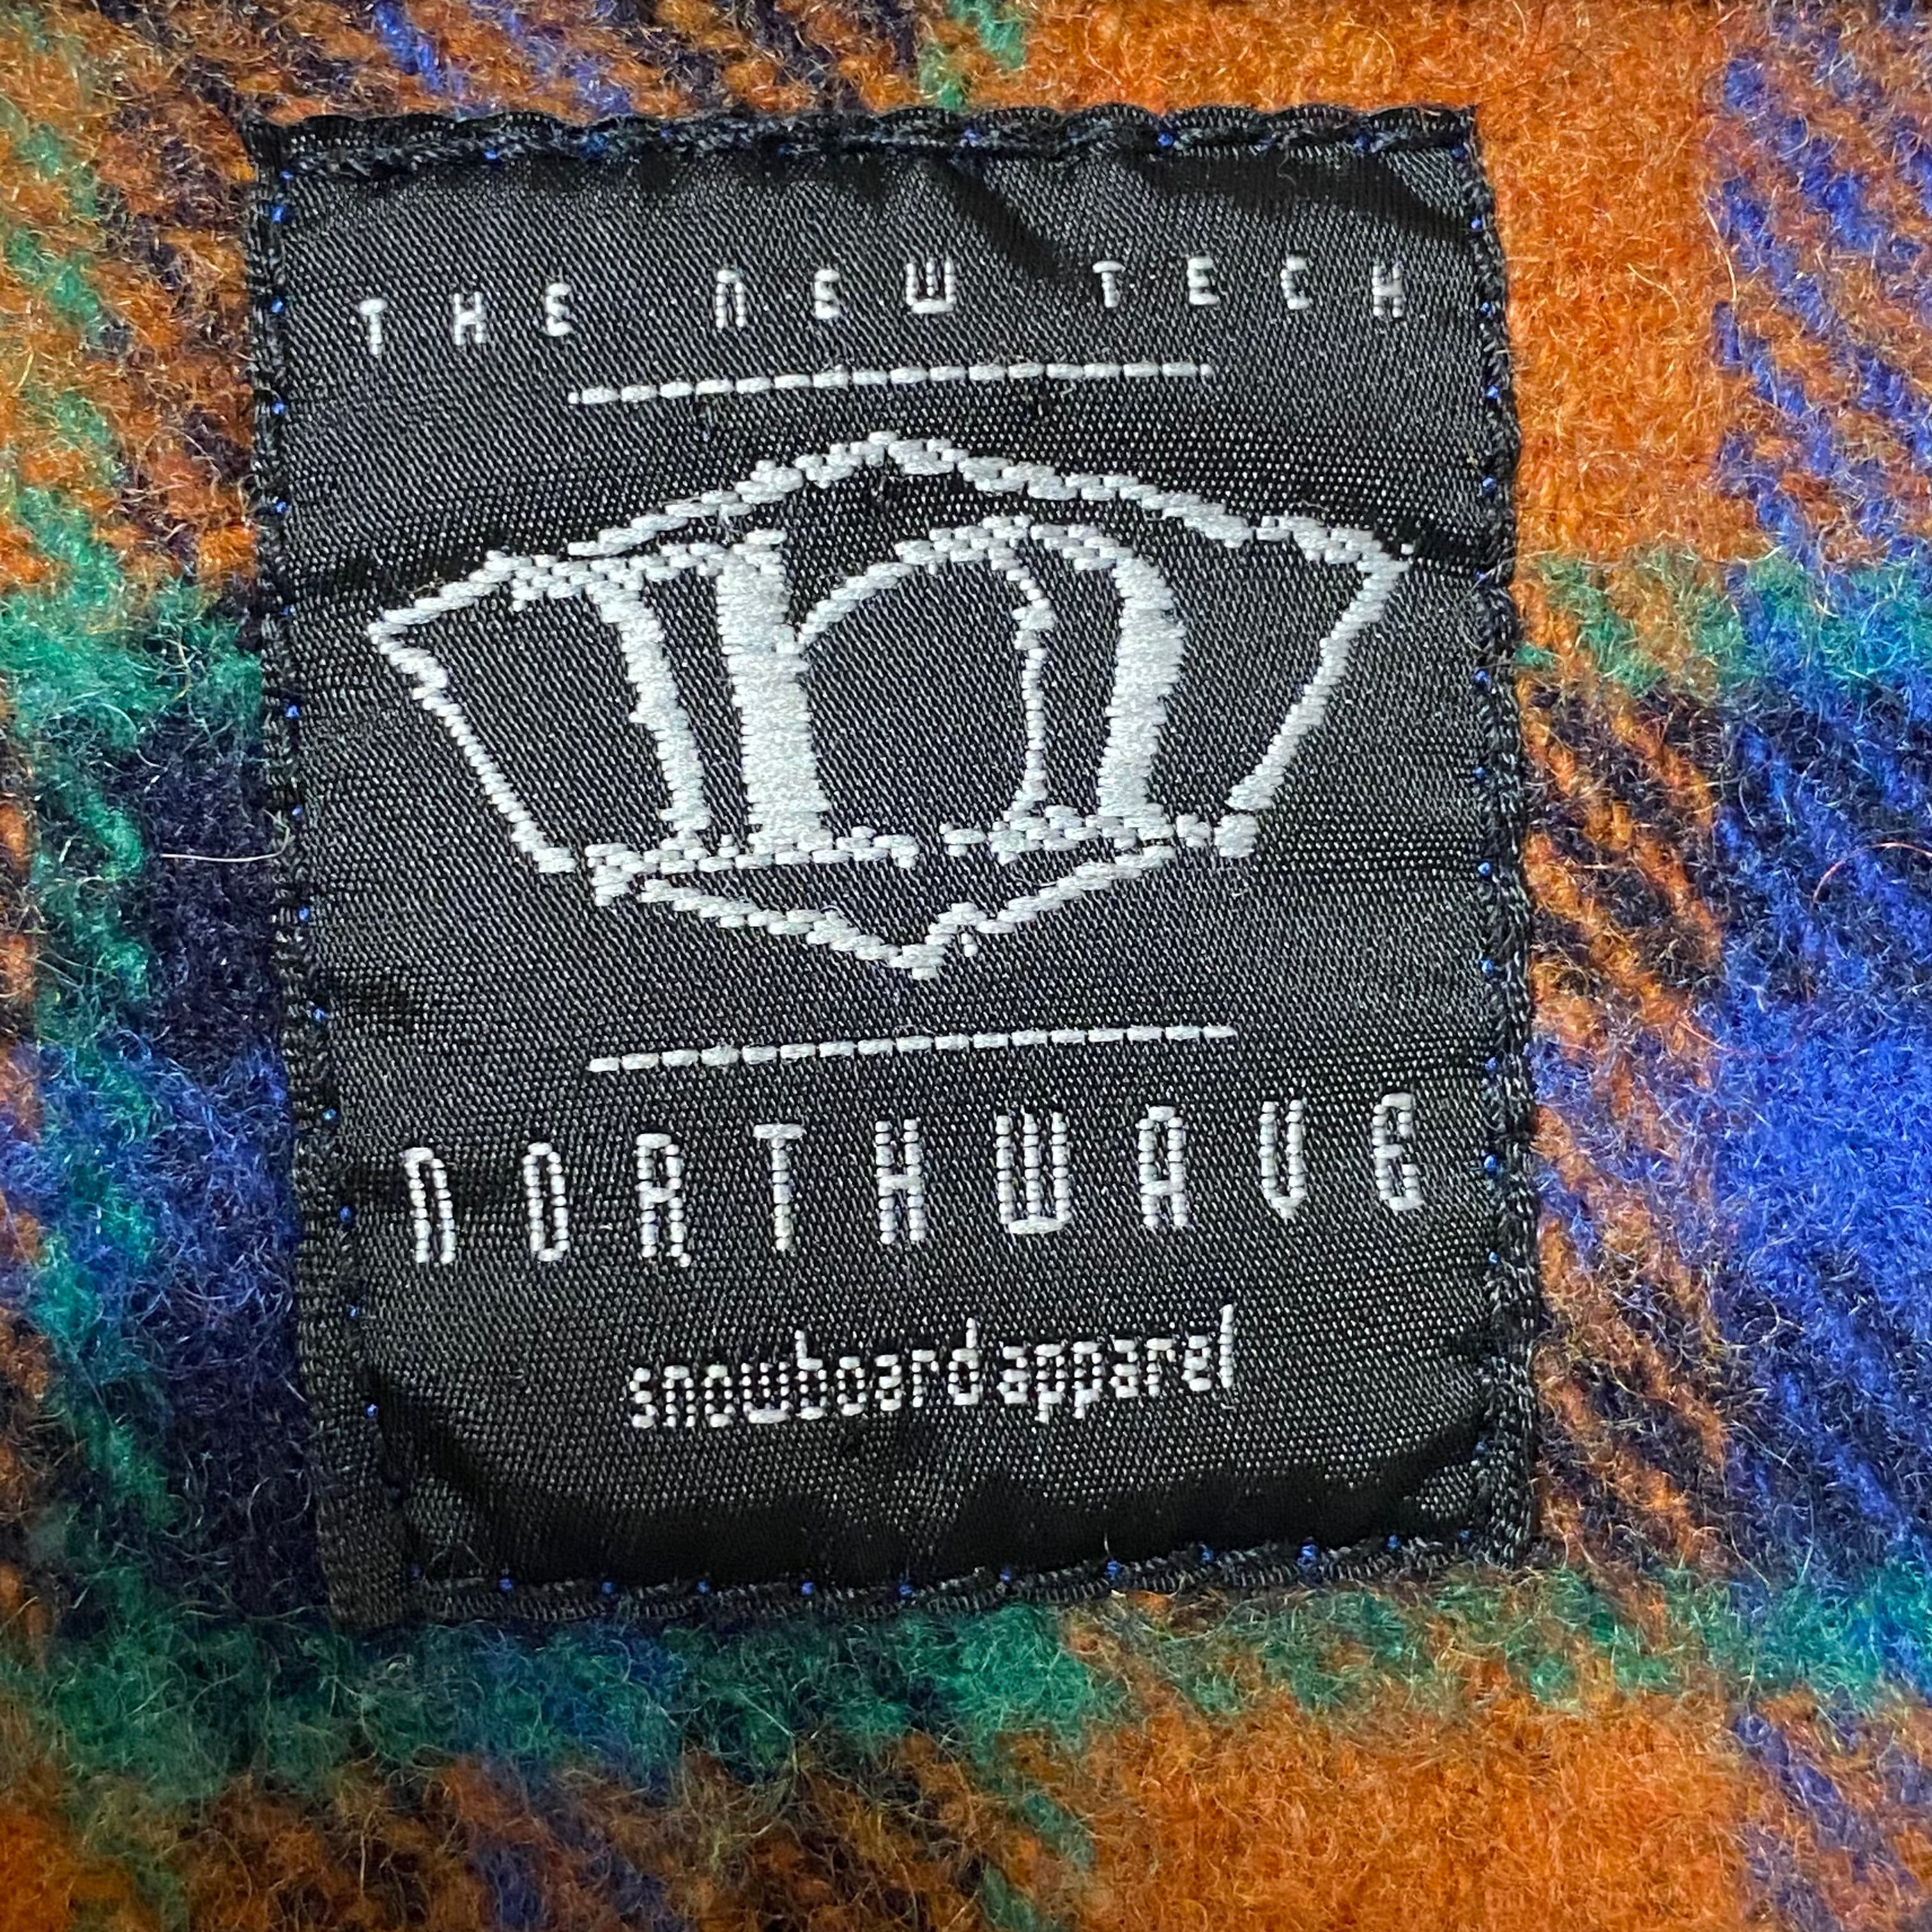 THE NEW TECH
n
NORTHWAVE
snowboard apparel